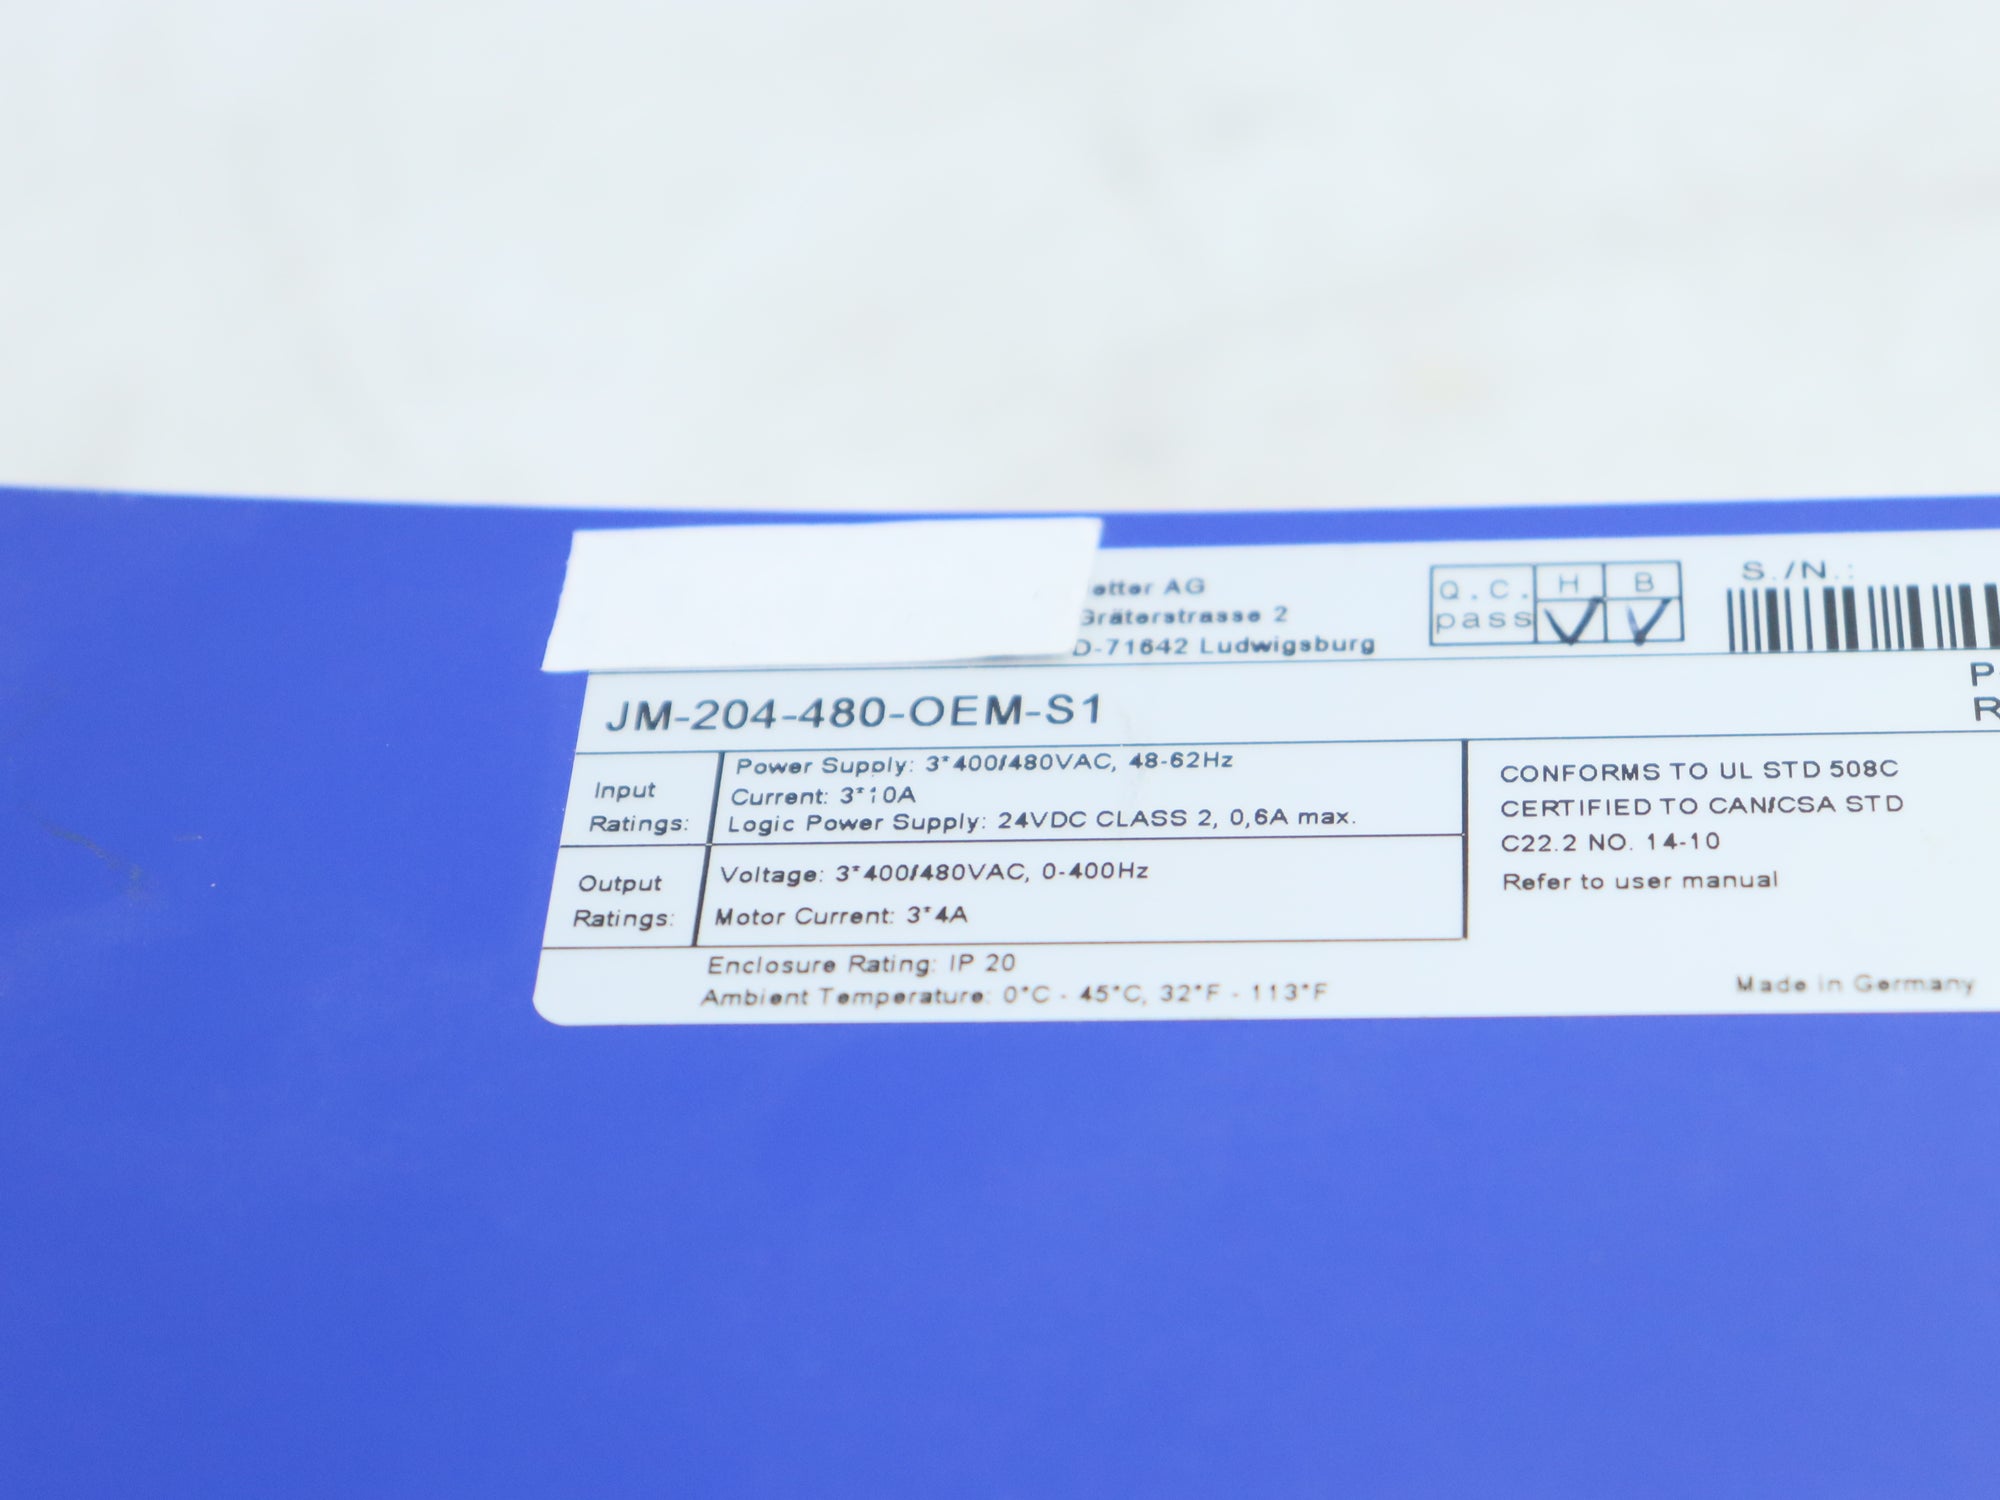 etter AG
Gräterstrasse 2
D-71642 Ludwigsburg
Q.C. H B
pass
S./N.:
JM-204-480-OEM-S1
P
R
Input
Ratings:
Power Supply: 3*400/480VAC, 48-62Hz
Current: 3*10A
Logic Power Supply: 24VDC CLASS 2, 0,6A max.
Output
Ratings:
Voltage: 3*400/480VAC, 0-400Hz
Motor Current: 3*4A
CONFORMS TO UL STD 508C
CERTIFIED TO CAN/CSA STD
C22.2 NO. 14-10
Refer to user manual
Enclosure Rating: IP 20
Ambient Temperature: 0°C - 45°C, 32°F - 113°F
Made in Germany